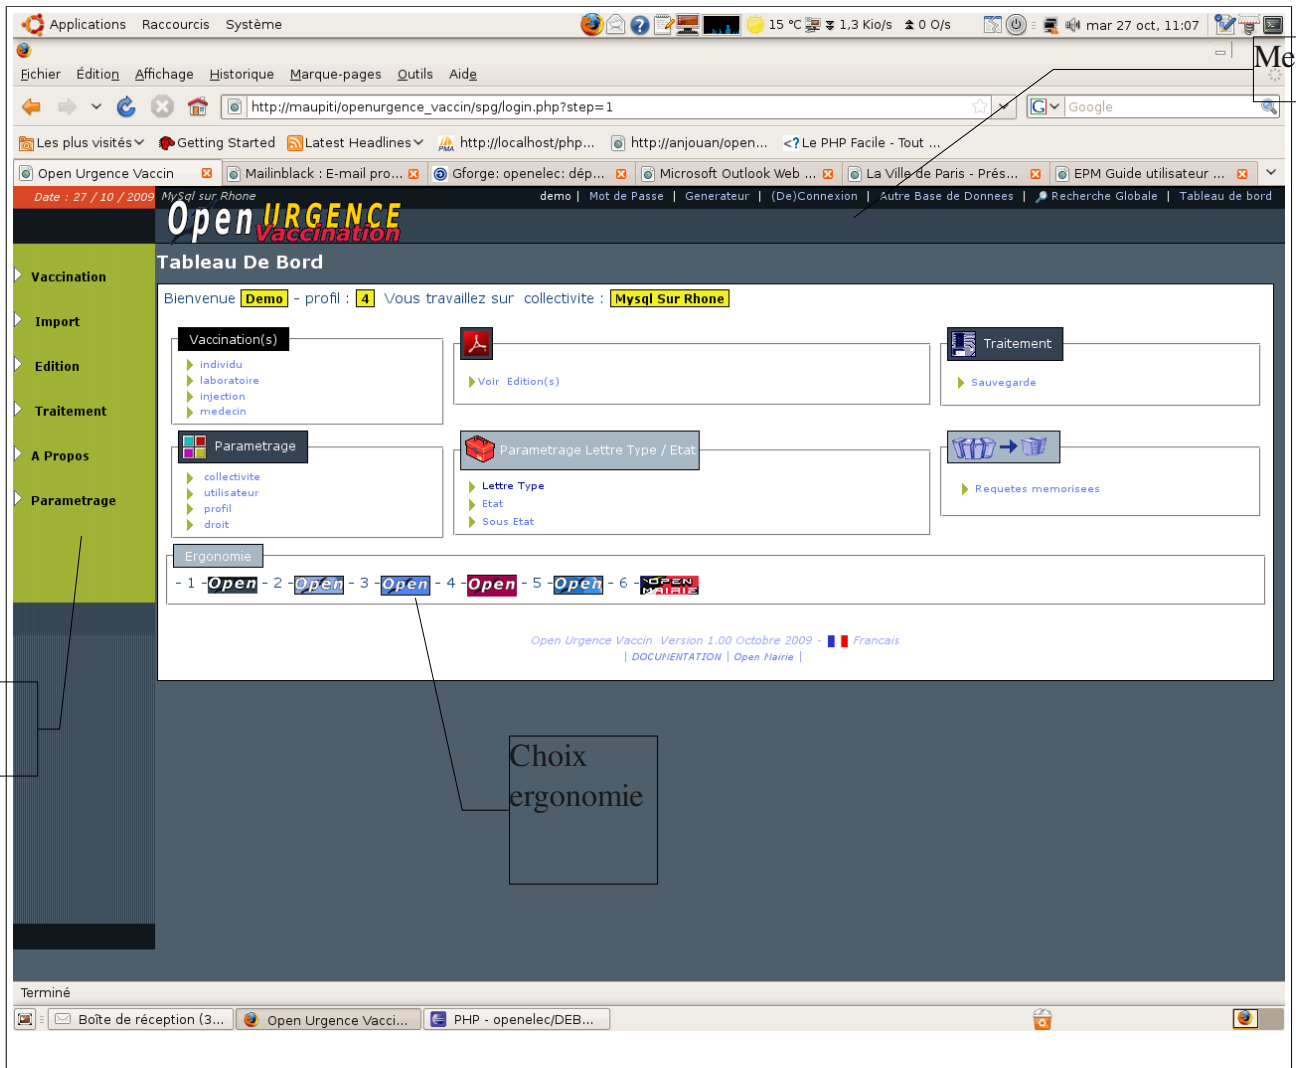 Applications Raccourcis Système 15 °C 1,3 Kio/s 0 O/s mar 27 oct, 11:07
Me
Fichier Édition Affichage Historique Marque-pages Outils Aide
http://maupiti/openurgence_vaccin/spg/login.php?step=1 Google
Les plus visités Getting Started Latest Headlines http://localhost/php... http://anjouan/open... <? Le PHP Facile - Tout ...
Open Urgence Vaccin Mailinblack : E-mail pro... Gforge: openelec: dép... Microsoft Outlook Web ... La Ville de Paris - Prés... EPM Guide utilisateur ...
Date : 27 / 10 / 2009 MySql sur Rhone demo | Mot de Passe | Generateur | (De)Connexion | Autre Base de Donnees | Recherche Globale | Tableau de bord
Open URGENCE
Vaccination
Tableau De Bord
Vaccination
Import
Edition
Traitement
A Propos
Parametrage
Bienvenue Demo - profil : 4 Vous travaillez sur collectivite : Mysql Sur Rhone
Vaccination(s)
individu
laboratoire
injection
medecin
Voir Edition(s)
Traitement
Sauvegarde
Parametrage
collectivite
utilisateur
profil
droit
Parametrage Lettre Type / Etat
Lettre Type
Etat
Sous Etat
Requetes memorisees
Ergonomie
- 1 - Open - 2 - Open - 3 - Open - 4 - Open - 5 - Open - 6 - OPEN MAIRIE
Open Urgence Vaccin Version 1.00 Octobre 2009 - Francais
| DOCUMENTATION | Open Mairie |
Choix
ergonomie
Terminé
Boîte de réception (3... Open Urgence Vacci... PHP - openelec/DEB...